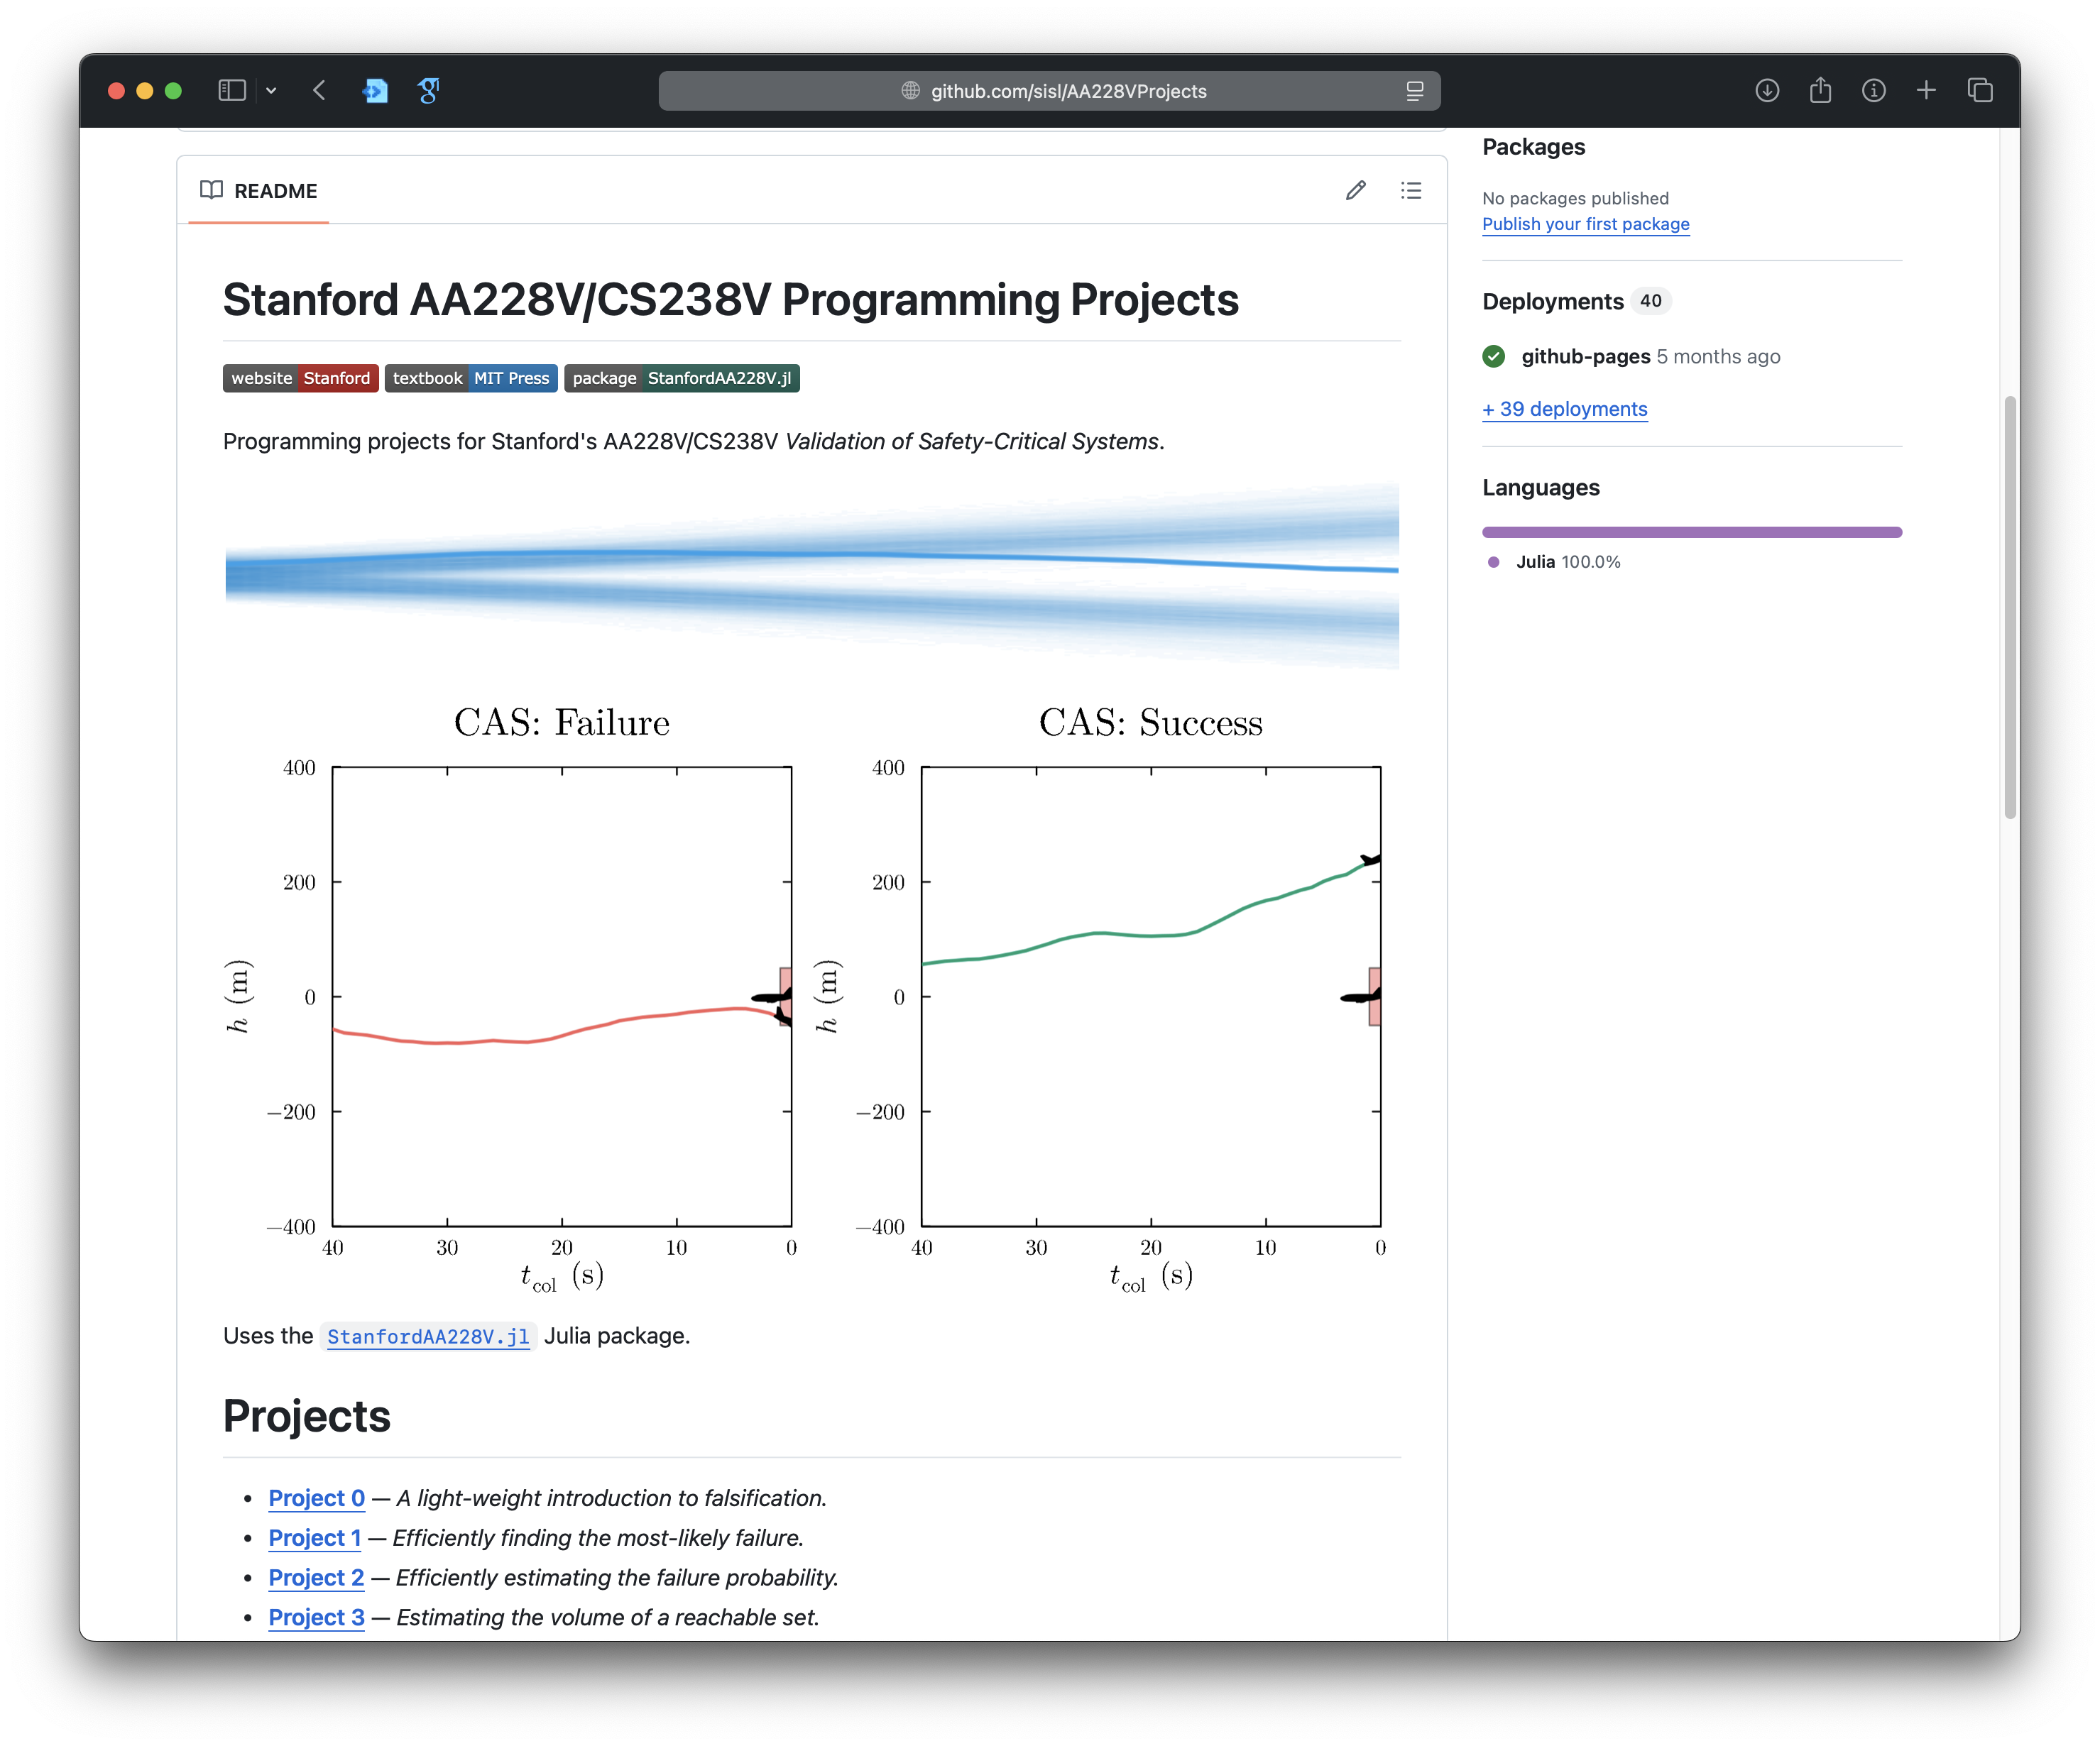 github.com/sisl/AA228VProjects
README
Stanford AA228V/CS238V Programming Projects
website Stanford textbook MIT Press package StanfordAA228V.jl
Programming projects for Stanford's AA228V/CS238V Validation of Safety-Critical Systems.
CAS: Failure
400
200
0
−200
−400
h (m)
40 30 20 10 0
t_col (s)
CAS: Success
400
200
0
−200
−400
h (m)
40 30 20 10 0
t_col (s)
Uses the StanfordAA228V.jl Julia package.
Projects
• Project 0 — A light-weight introduction to falsification.
• Project 1 — Efficiently finding the most-likely failure.
• Project 2 — Efficiently estimating the failure probability.
• Project 3 — Estimating the volume of a reachable set.
Packages
No packages published
Publish your first package
Deployments 40
github-pages 5 months ago
+ 39 deployments
Languages
Julia 100.0%